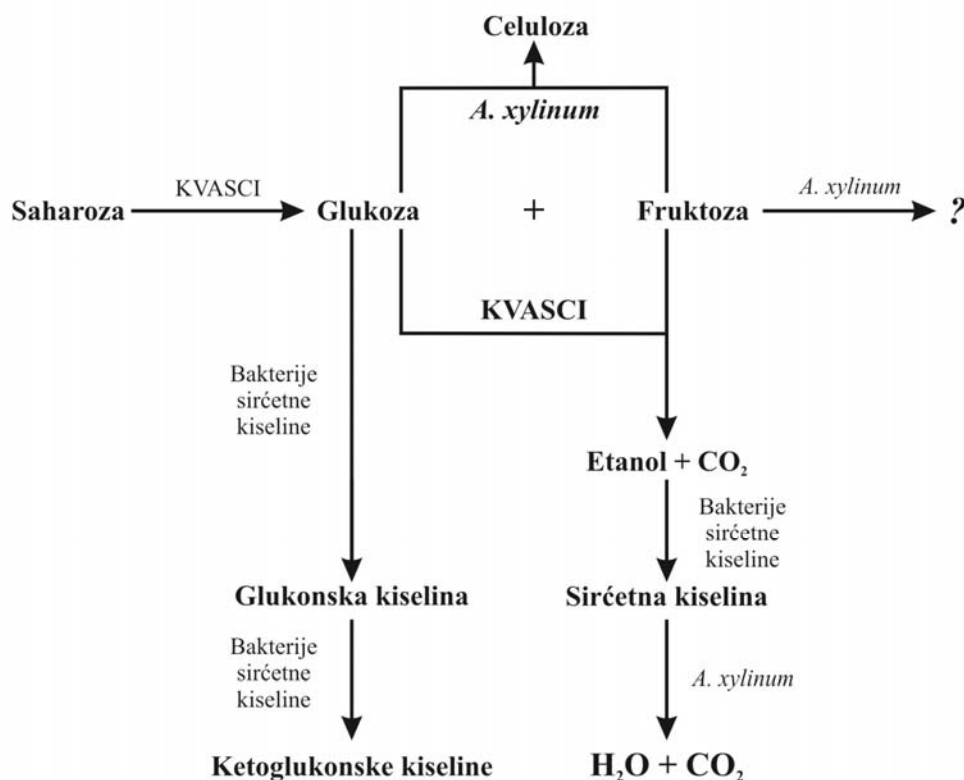 Celuloza
A. xylinum
KVASCI
A. xylinum
Saharoza
Glukoza
+
Fruktoza
?
KVASCI
Bakterije
sirćetne
kiseline
Etanol + CO₂
Bakterije
sirćetne
kiseline
Glukonska kiselina
Sirćetna kiselina
Bakterije
sirćetne
kiseline
A. xylinum
Ketoglukonske kiseline
H₂O + CO₂